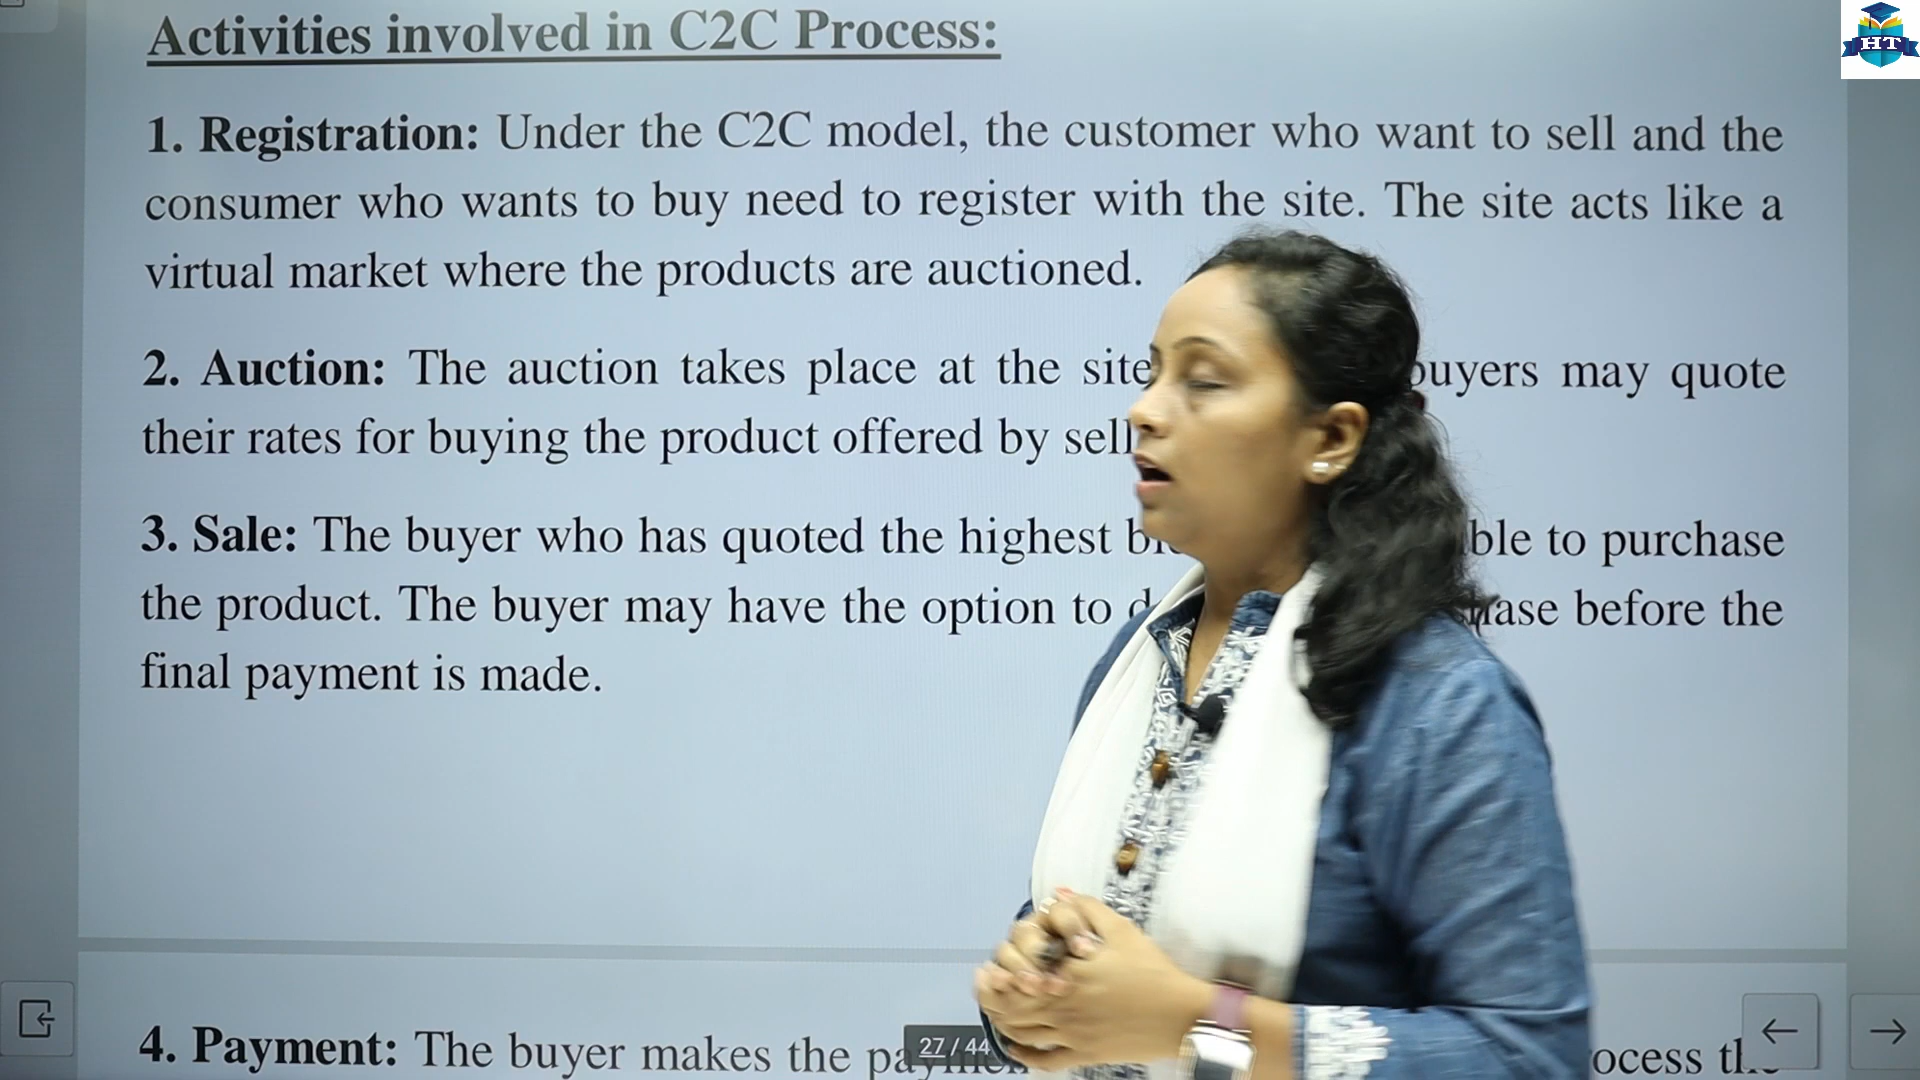 Activities involved in C2C Process:
HT
1. Registration: Under the C2C model, the customer who want to sell and the
consumer who wants to buy need to register with the site. The site acts like a
virtual market where the products are auctioned.
2. Auction: The auction takes place at the site buyers may quote
their rates for buying the product offered by
3. Sale: The buyer who has quoted the highest to purchase
the product. The buyer may have the option to before the
final payment is made.
4. Payment: The buyer makes the
27 / 44